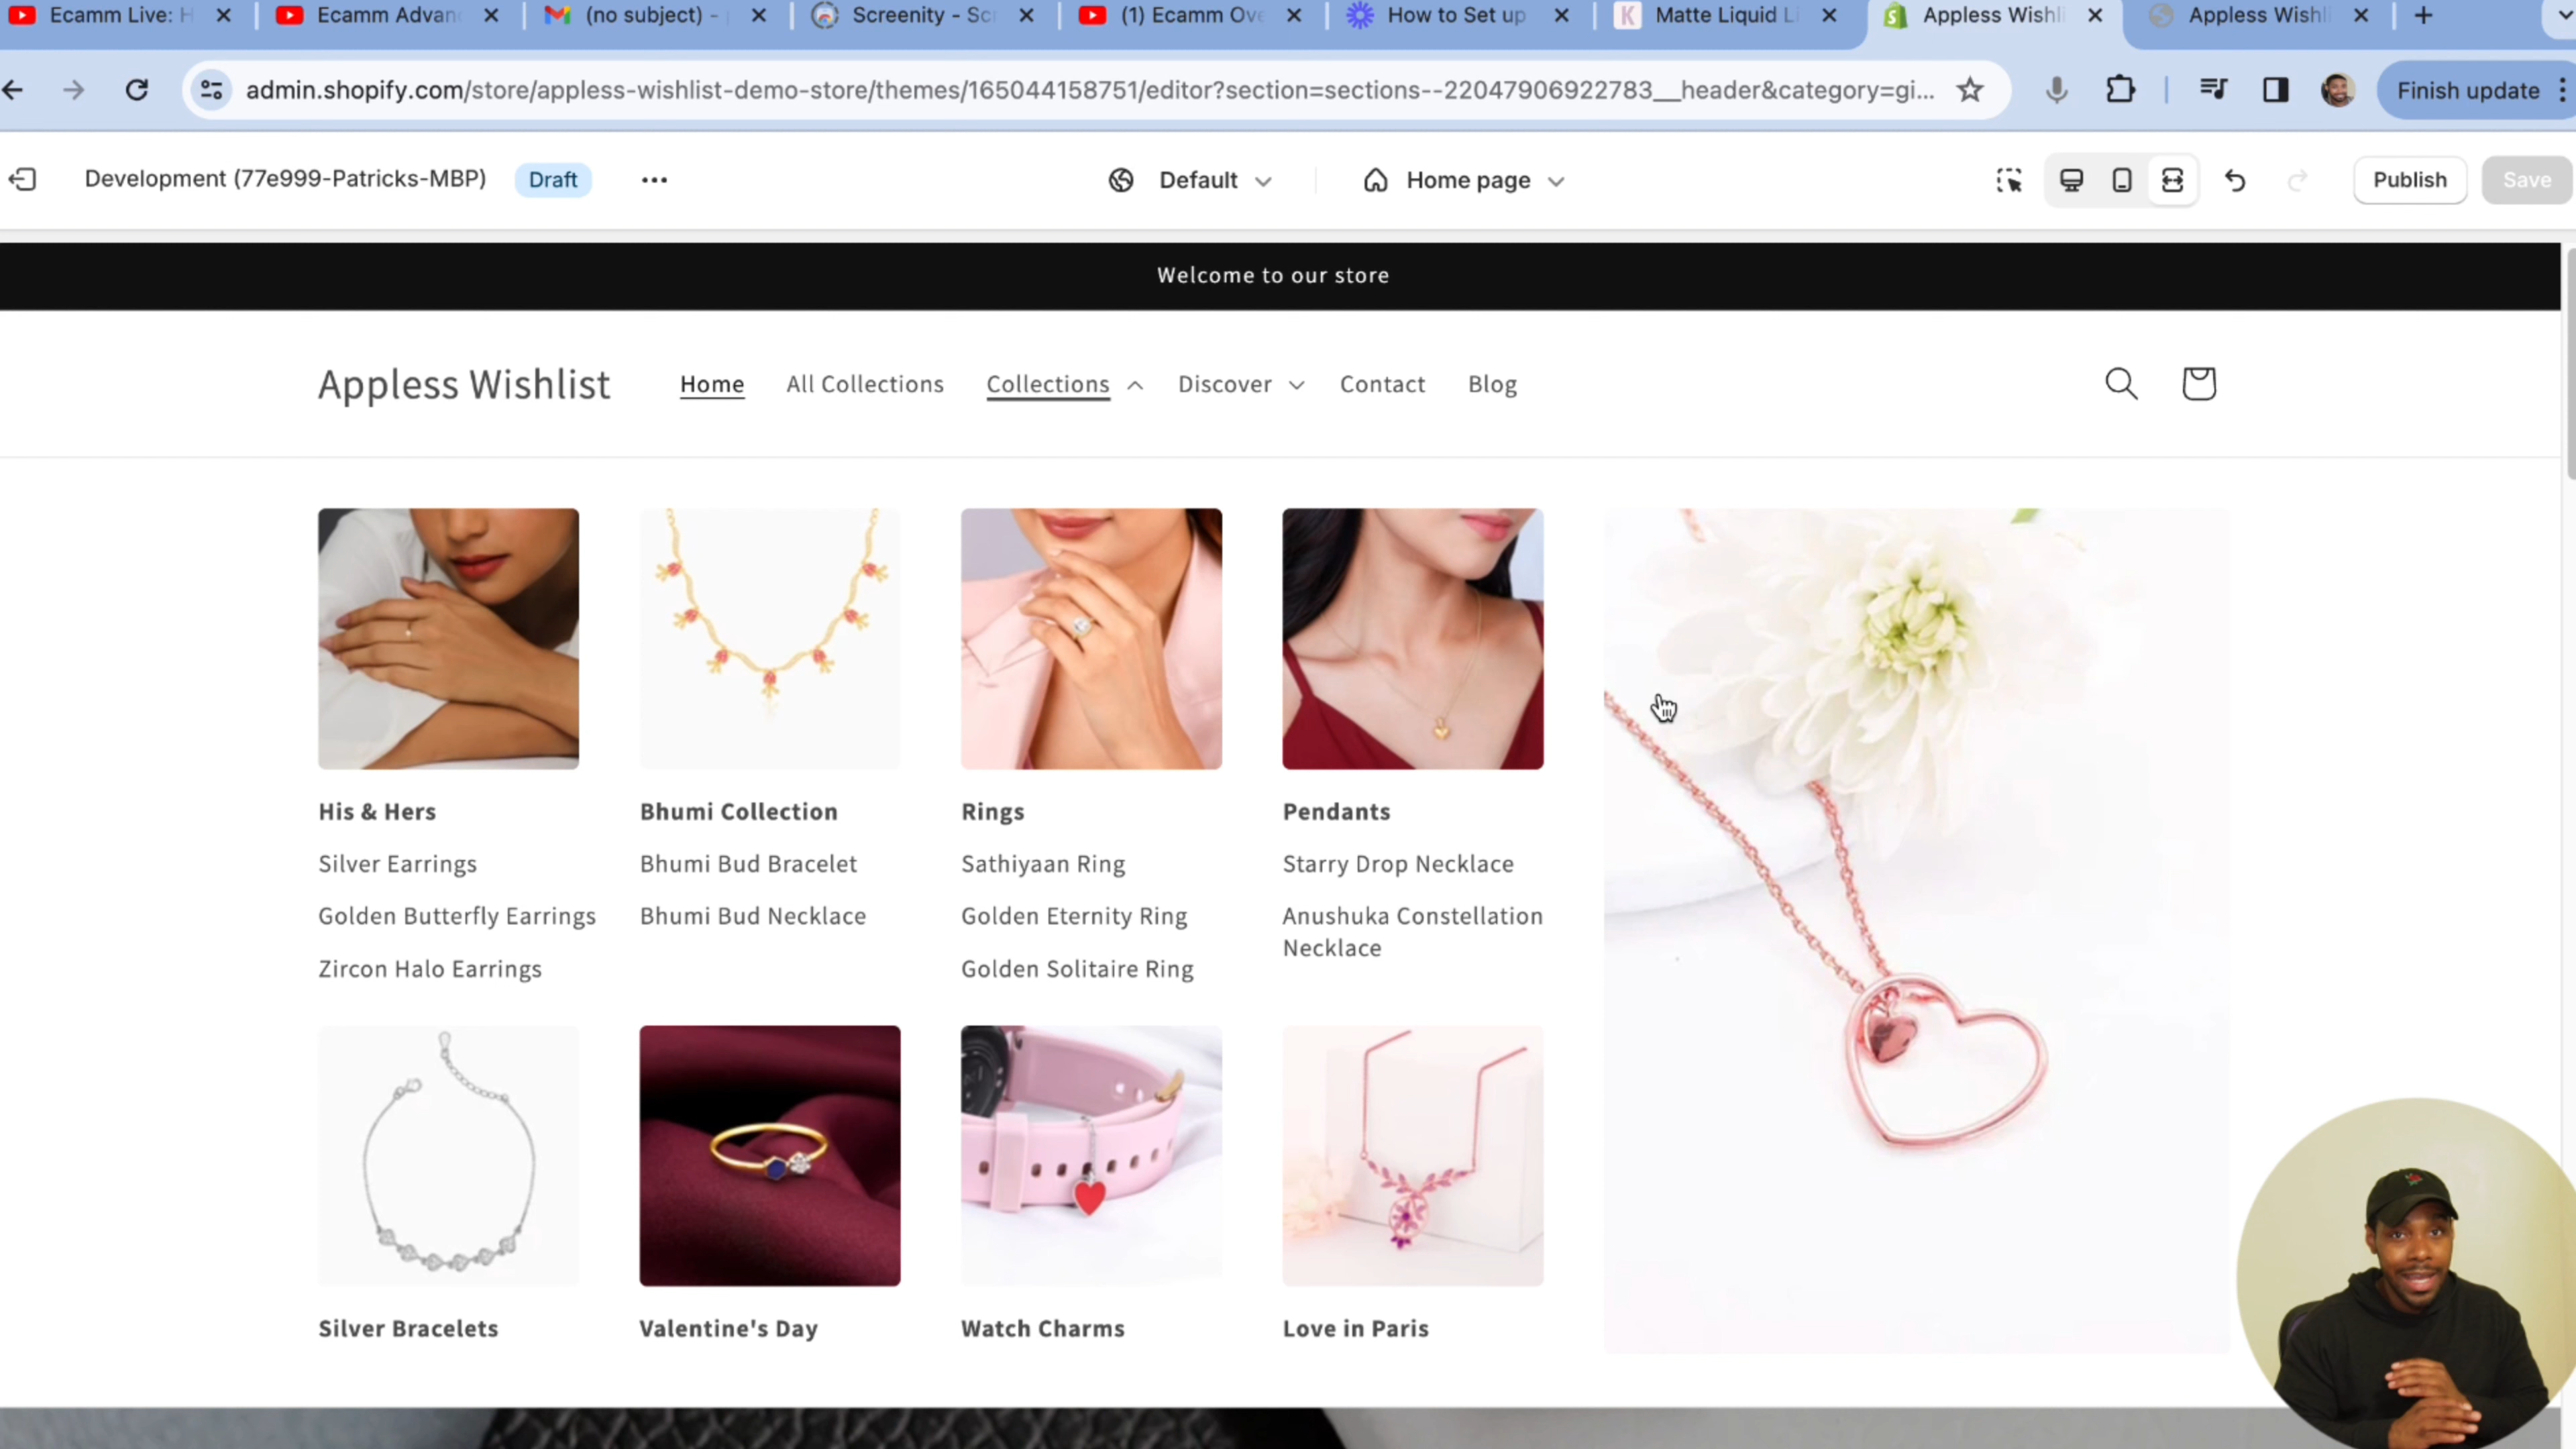 Ecamm Live: H
Ecamm Advan
(no subject) -
Screenity - Sc
(1) Ecamm Ove
How to Set up
Matte Liquid Li
Appless Wishli
Appless Wishli
admin.shopify.com/store/appless-wishlist-demo-store/themes/165044158751/editor?section=sections--22047906922783__header&category=gi...
Finish update
Development (77e999-Patricks-MBP)
Draft
Default
Home page
Publish
Save
Welcome to our store
Appless Wishlist
Home
All Collections
Collections
Discover
Contact
Blog
His & Hers
Silver Earrings
Golden Butterfly Earrings
Zircon Halo Earrings
Bhumi Collection
Bhumi Bud Bracelet
Bhumi Bud Necklace
Rings
Sathiyaan Ring
Golden Eternity Ring
Golden Solitaire Ring
Pendants
Starry Drop Necklace
Anushuka Constellation
Necklace
Silver Bracelets
Valentine's Day
Watch Charms
Love in Paris